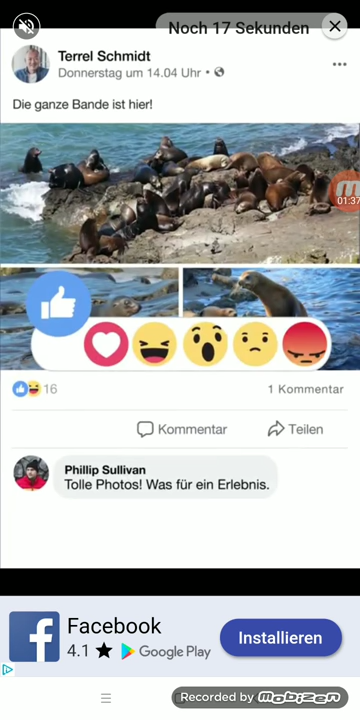 Noch 17 Sekunden
Terrel Schmidt
Donnerstag um 14.04 Uhr •
Die ganze Bande ist hier!
01:37
16
1 Kommentar
Kommentar
Teilen
Phillip Sullivan
Tolle Photos! Was für ein Erlebnis.
Facebook
4.1 ★ Google Play
Installieren
Recorded by mobizen